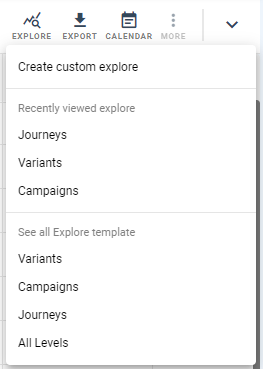 EXPLORE EXPORT CALENDAR MORE
Create custom explore
Recently viewed explore
Journeys
Variants
Campaigns
See all Explore template
Variants
Campaigns
Journeys
All Levels